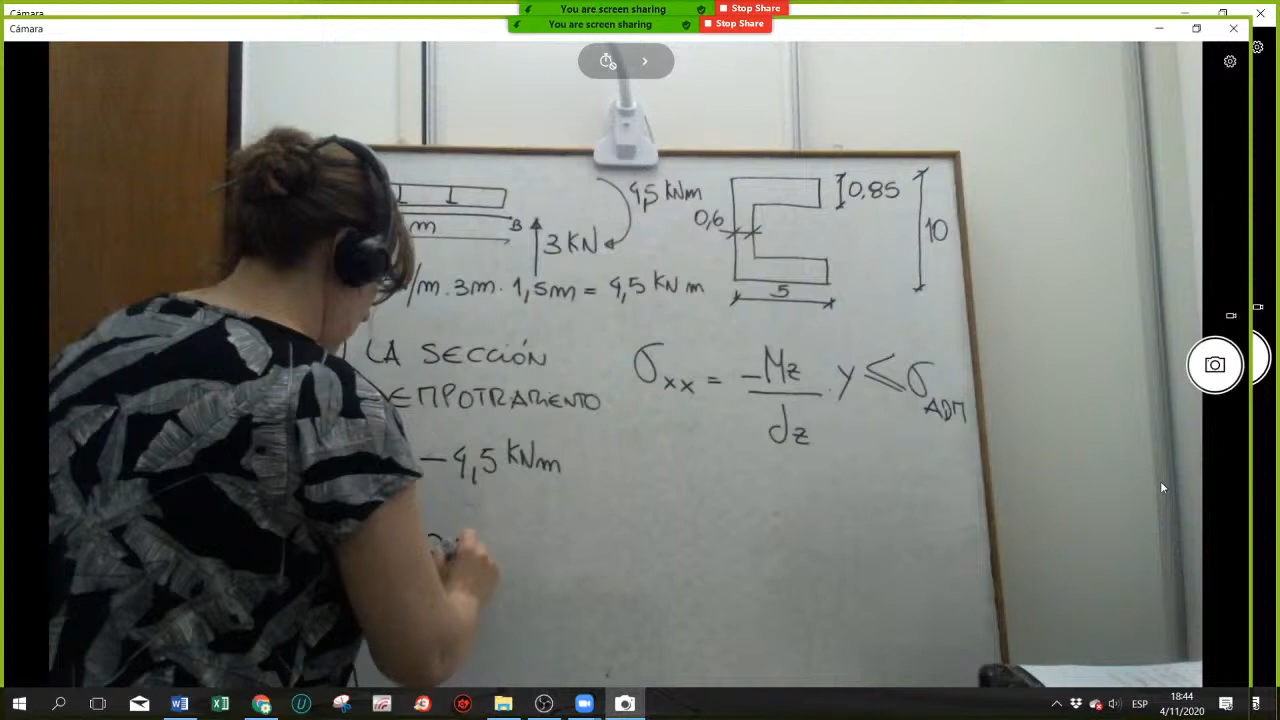 Cámara
You are screen sharing
Stop Share
Cámara
You are screen sharing
Stop Share
4,5 KNm
0,85
0,6
10
m
B
3 KN
5
/m . 3m . 1,5m = 4,5 KN m
LA SECCIÓN
EMPOTRAMIENTO
σxx = -Mz/Jz . y ≤ σADM
-4,5 KNm
18:44
ESP
4/11/2020